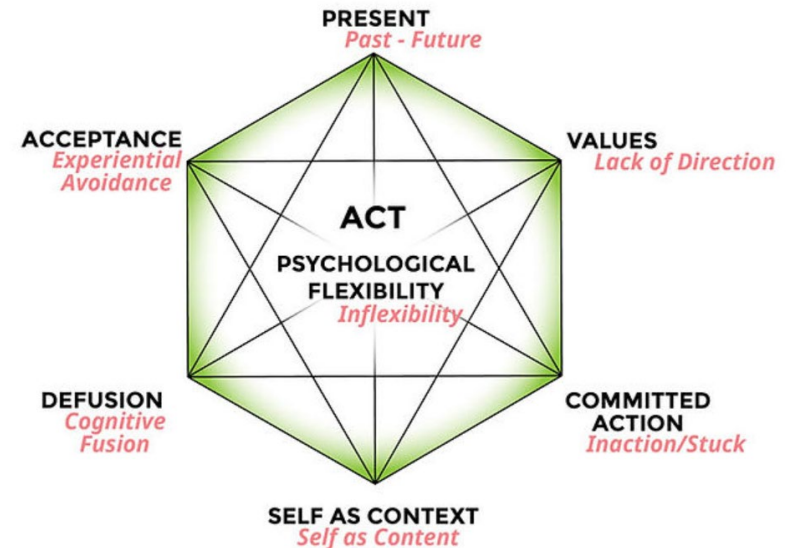 PRESENT
Past - Future
ACCEPTANCE
Experiential
Avoidance
VALUES
Lack of Direction
ACT
PSYCHOLOGICAL
FLEXIBILITY
Inflexibility
DEFUSION
Cognitive
Fusion
COMMITTED
ACTION
Inaction/Stuck
SELF AS CONTEXT
Self as Content